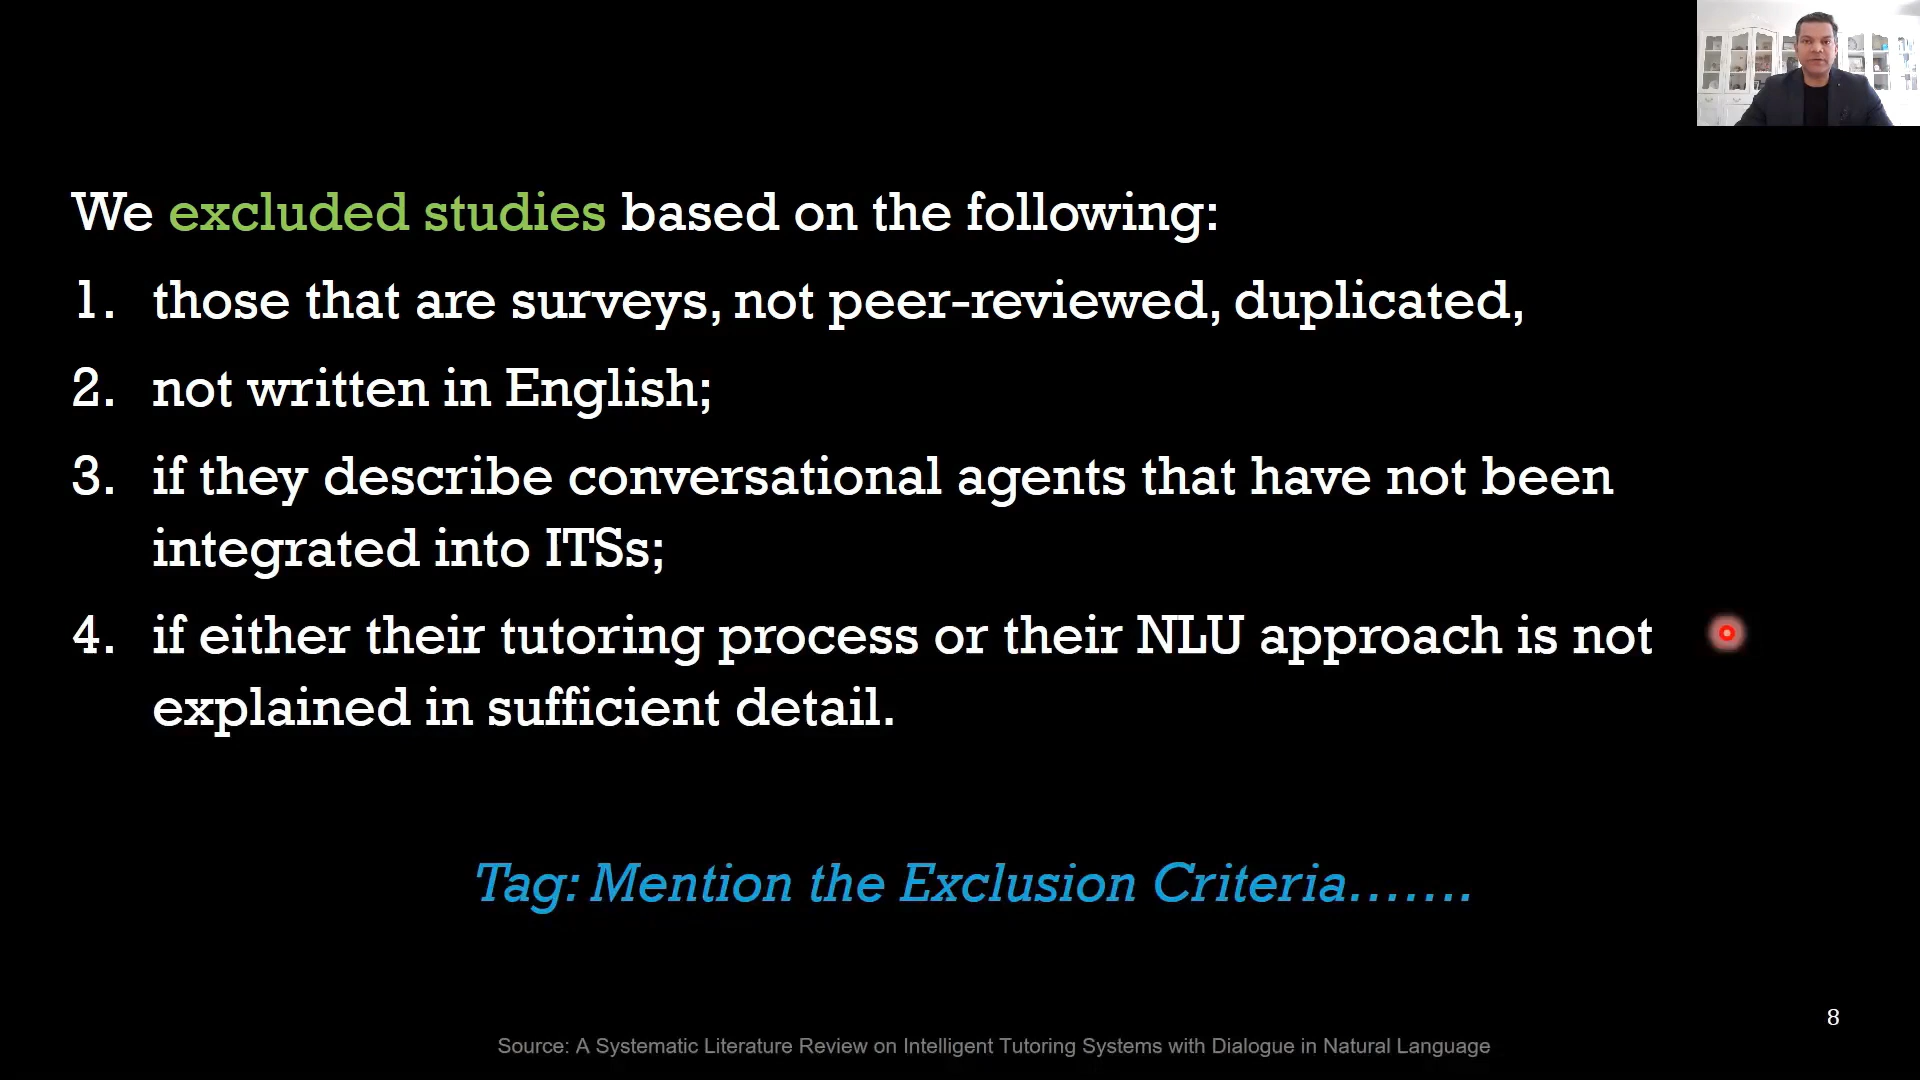 We excluded studies based on the following:
1. those that are surveys, not peer-reviewed, duplicated,
2. not written in English;
3. if they describe conversational agents that have not been
integrated into ITSs;
4. if either their tutoring process or their NLU approach is not
explained in sufficient detail.
Tag: Mention the Exclusion Criteria.......
8
Source: A Systematic Literature Review on Intelligent Tutoring Systems with Dialogue in Natural Language